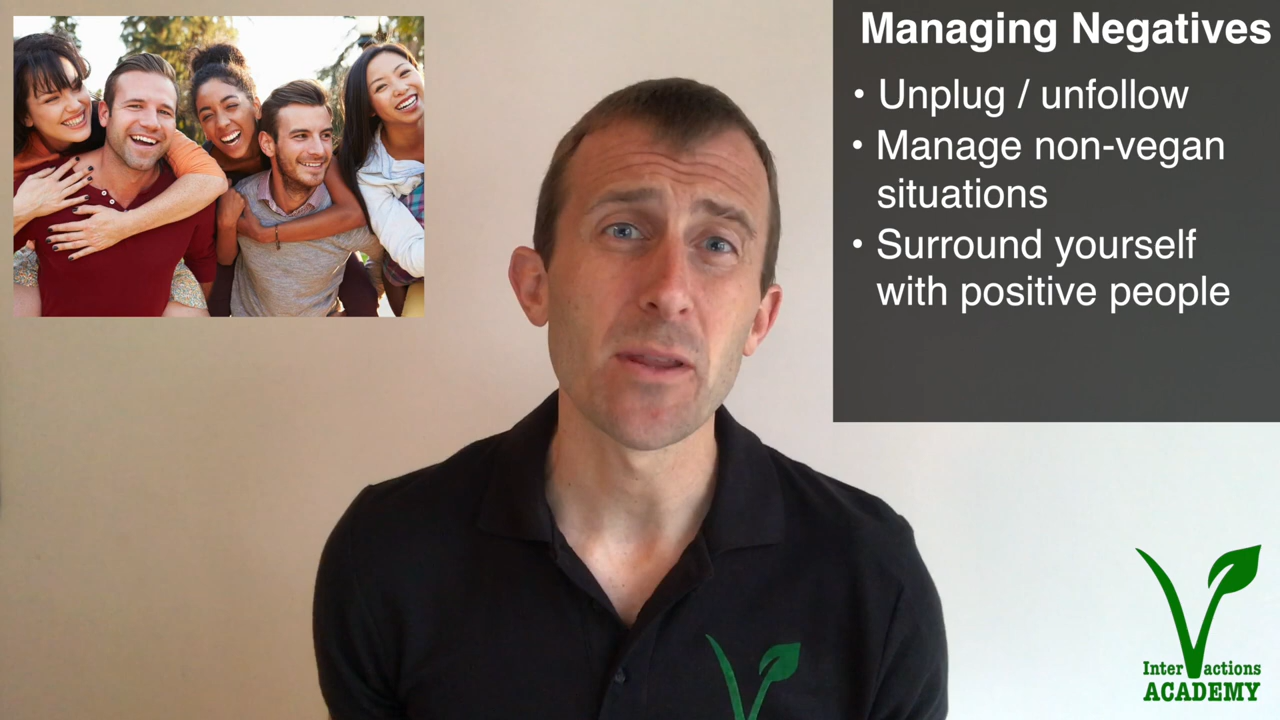 Managing Negatives
• Unplug / unfollow
• Manage non-vegan
situations
• Surround yourself
with positive people
Inter actions
ACADEMY